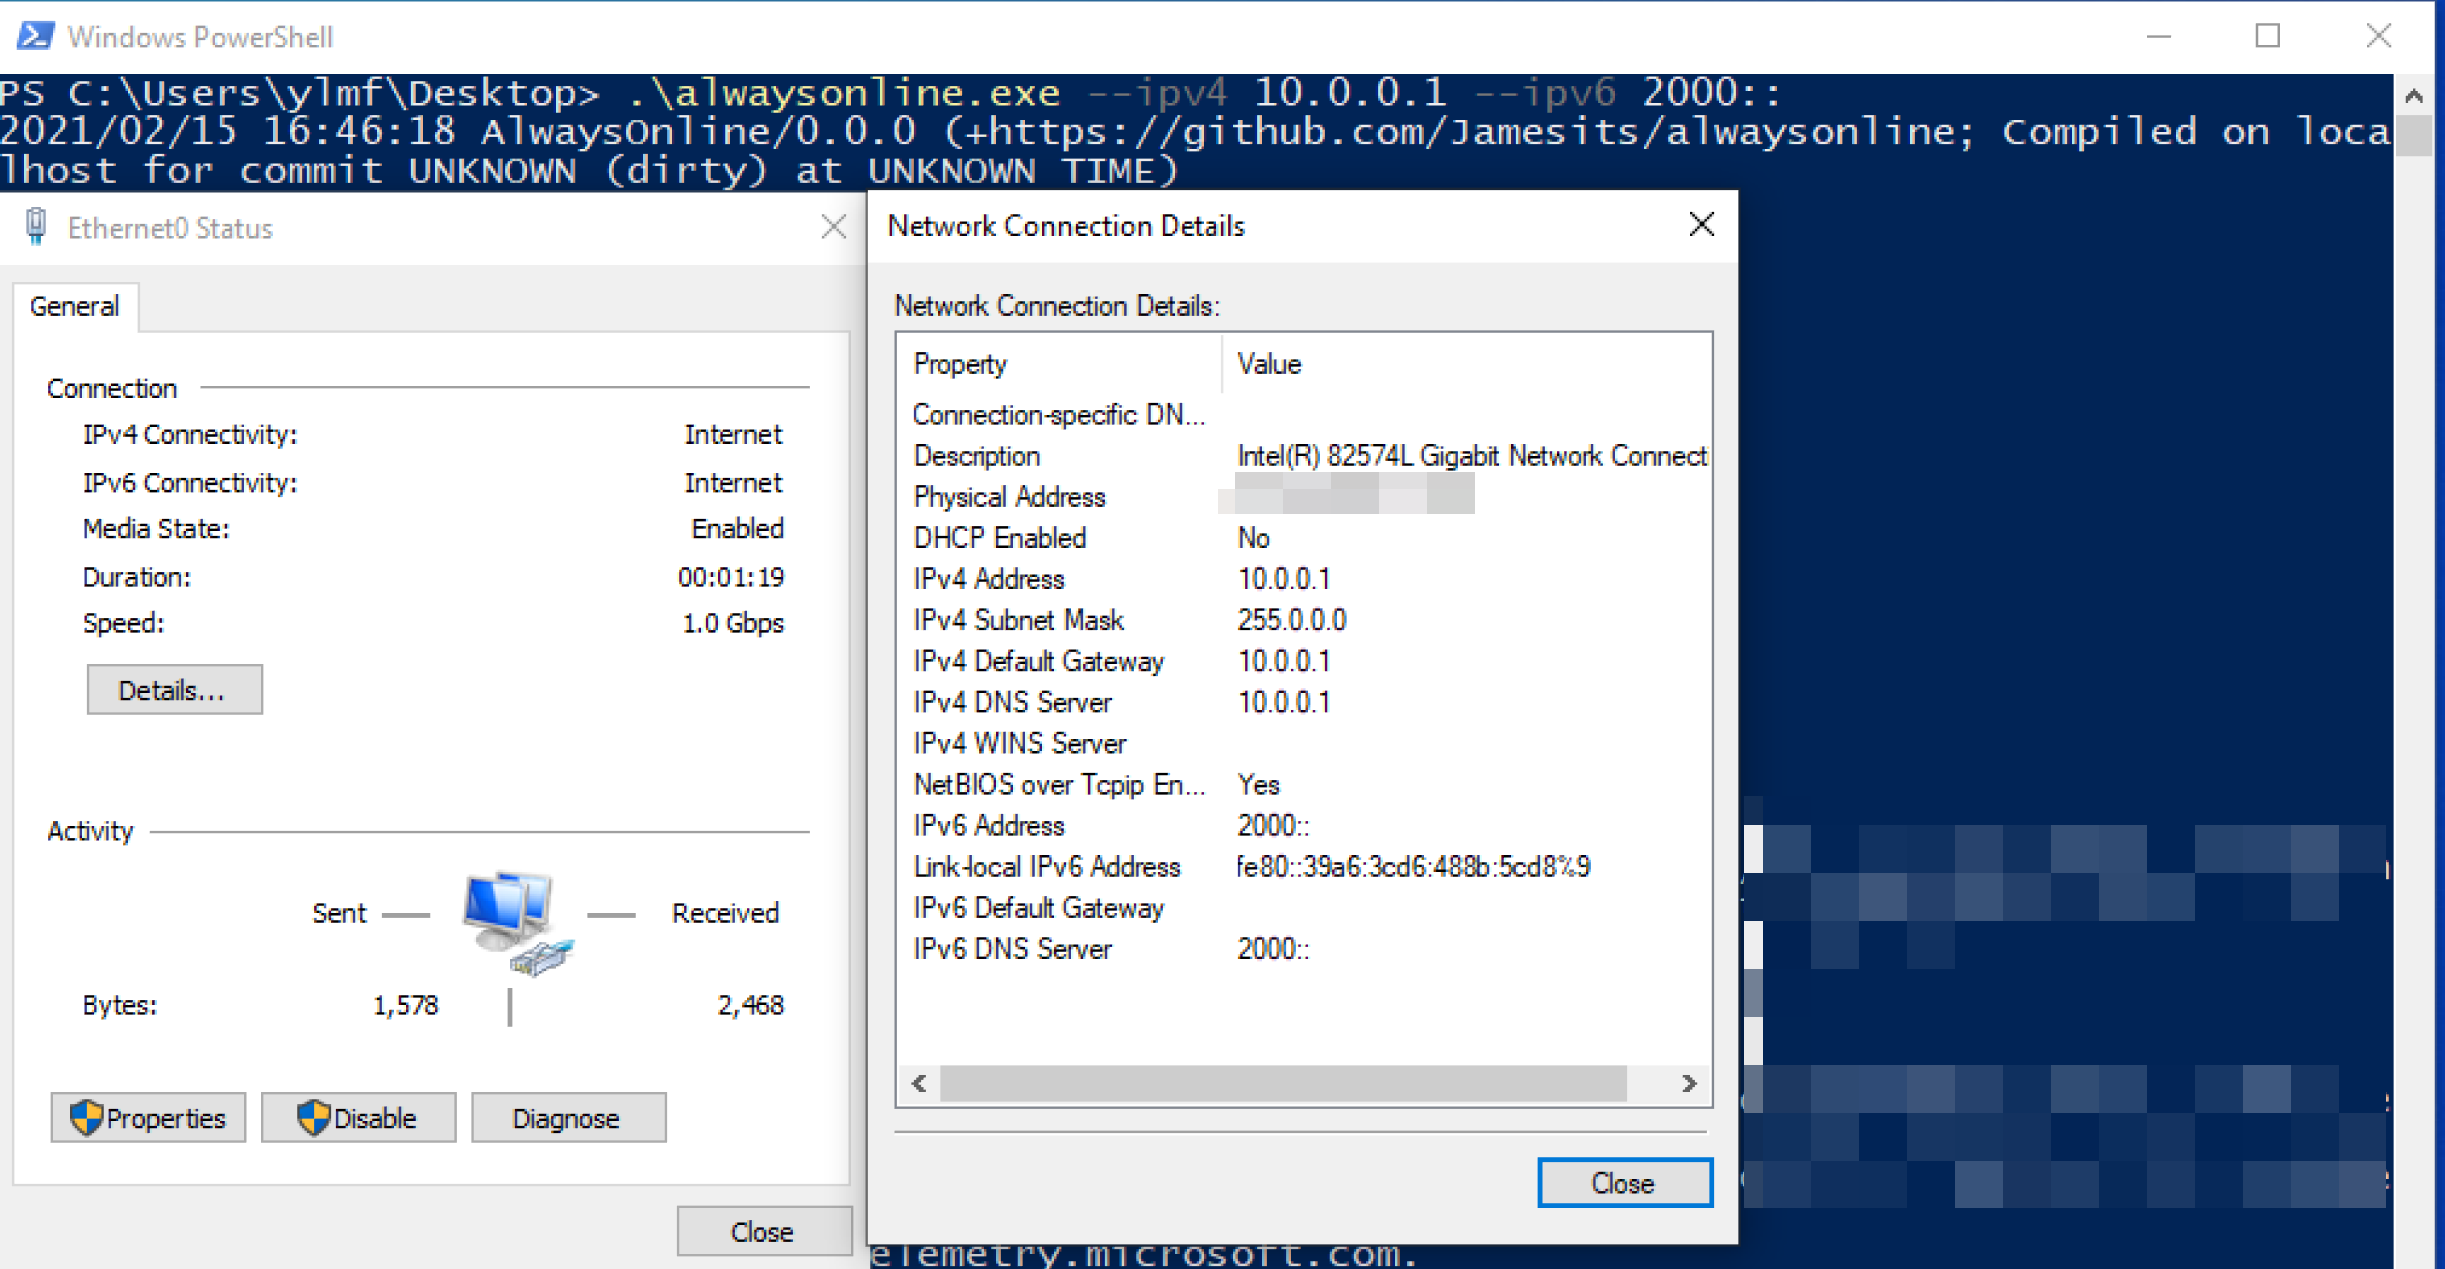 Windows PowerShell
PS C:\Users\ylmf\Desktop> .\alwaysonline.exe --ipv4 10.0.0.1 --ipv6 2000::
2021/02/15 16:46:18 AlwaysOnline/0.0.0 (+https://github.com/Jamesits/alwaysonline; Compiled on loca
lhost for commit UNKNOWN (dirty) at UNKNOWN TIME)
Ethernet0 Status
General
Connection
IPv4 Connectivity: Internet
IPv6 Connectivity: Internet
Media State: Enabled
Duration: 00:01:19
Speed: 1.0 Gbps
Details...
Activity
Sent Received
Bytes: 1,578 2,468
Properties Disable Diagnose
Close
Network Connection Details
Network Connection Details:
Property Value
Connection-specific DN...
Description Intel(R) 82574L Gigabit Network Connecti
Physical Address
DHCP Enabled No
IPv4 Address 10.0.0.1
IPv4 Subnet Mask 255.0.0.0
IPv4 Default Gateway 10.0.0.1
IPv4 DNS Server 10.0.0.1
IPv4 WINS Server
NetBIOS over Tcpip En... Yes
IPv6 Address 2000::
Link-local IPv6 Address fe80::39a6:3cd6:488b:5cd8%9
IPv6 Default Gateway
IPv6 DNS Server 2000::
Close
elemetry.microsoft.com.